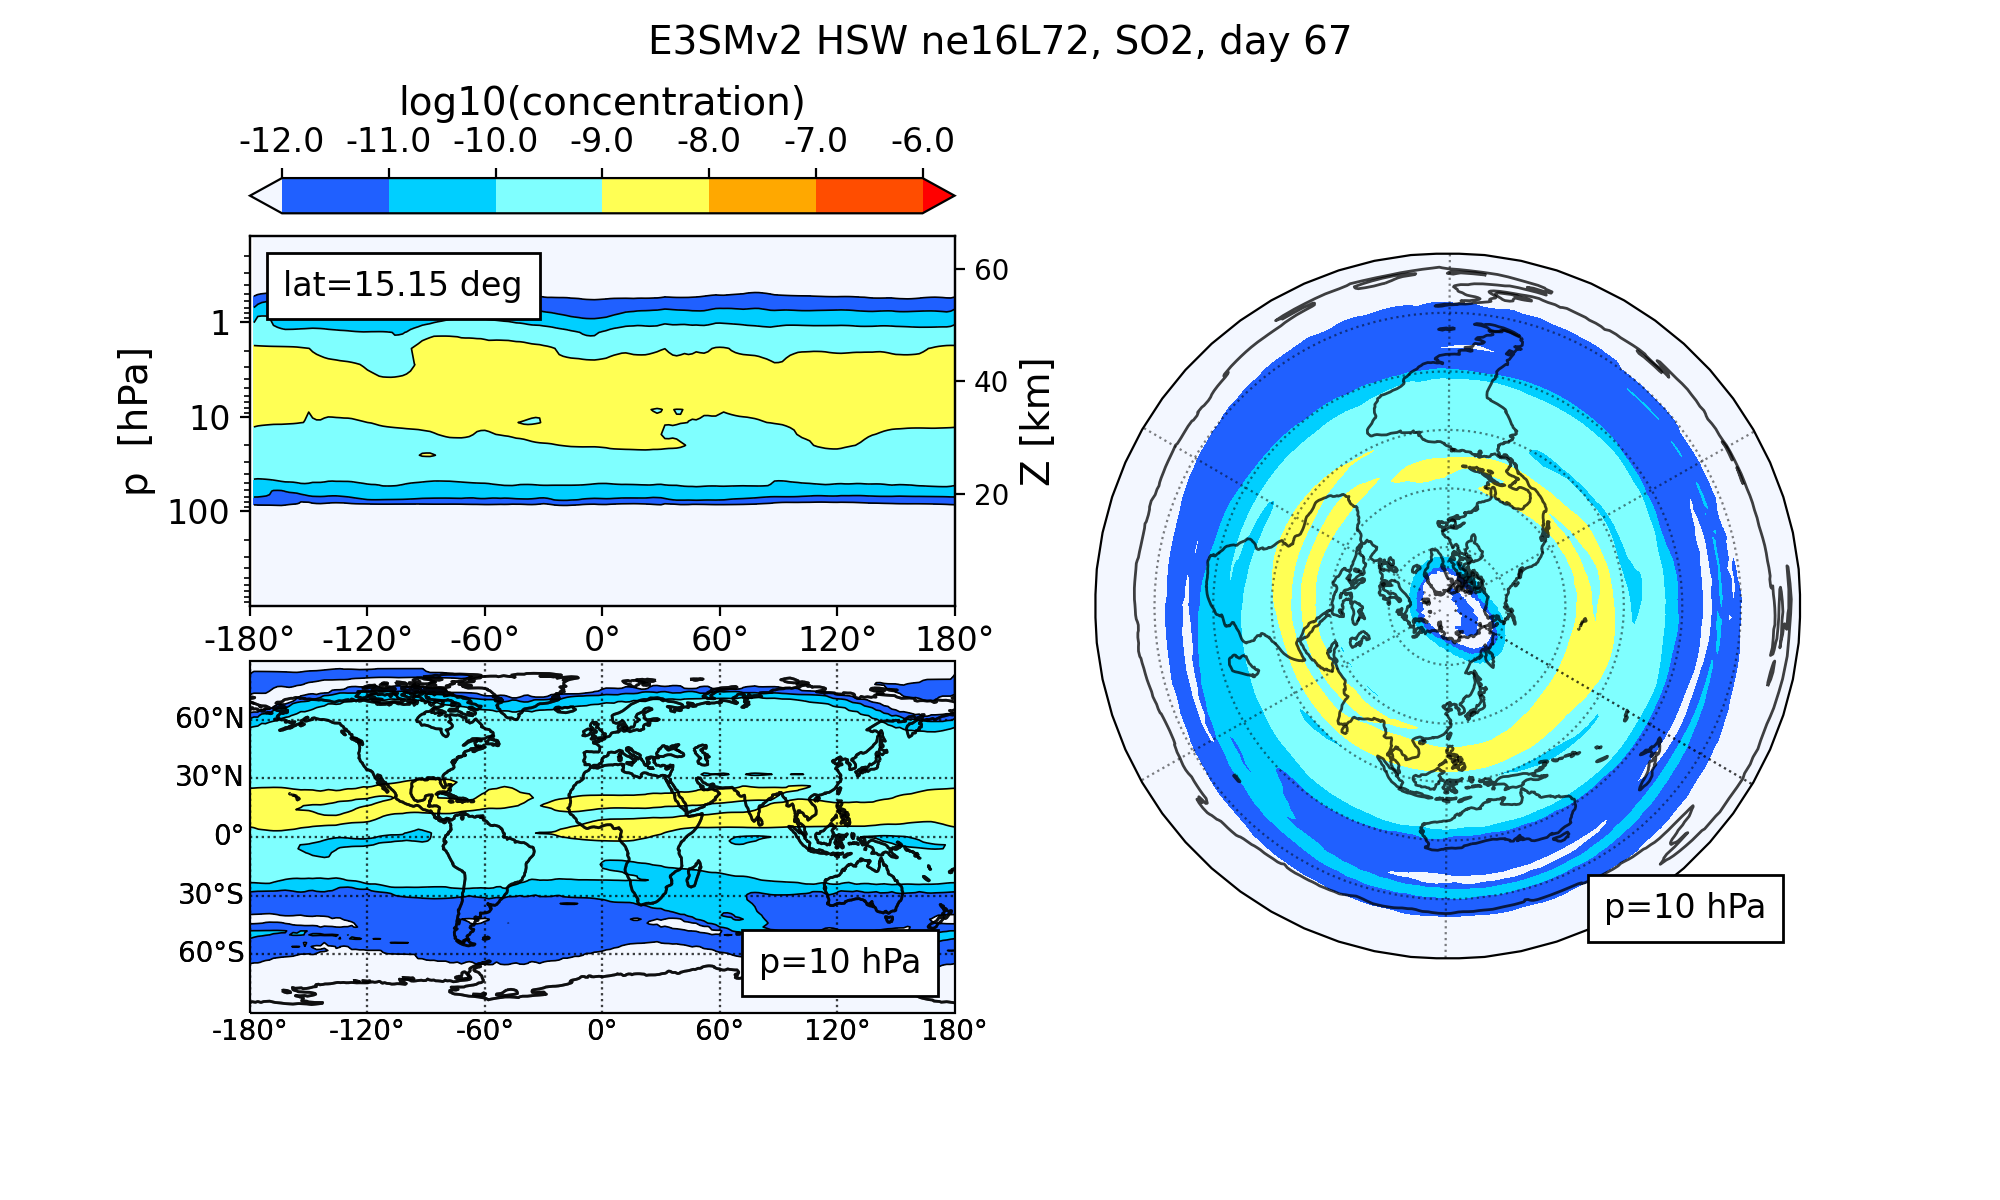 E3SMv2 HSW ne16L72, SO2, day 67
log10(concentration)
-12.0 -11.0 -10.0 -9.0 -8.0 -7.0 -6.0
lat=15.15 deg
p [hPa]
1
10
100
60
40
20
Z [km]
-180° -120° -60° 0° 60° 120° 180°
60°N
30°N
0°
30°S
60°S
p=10 hPa
-180° -120° -60° 0° 60° 120° 180°
p=10 hPa